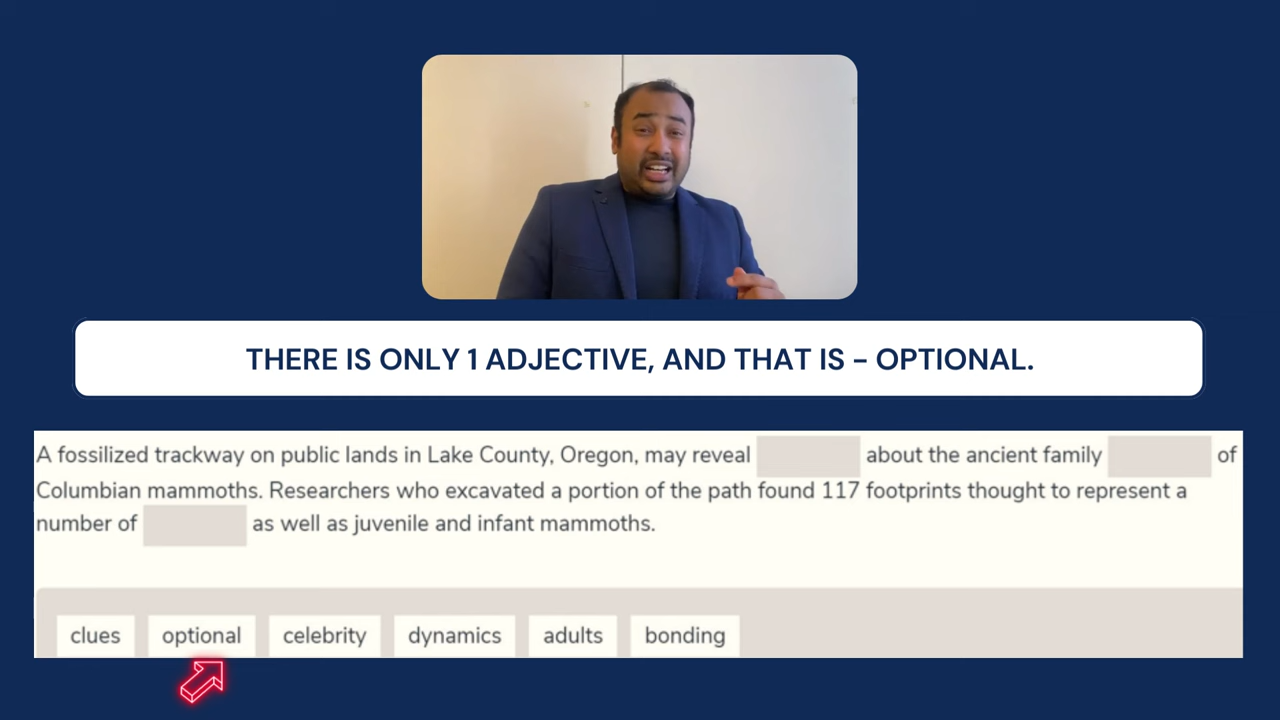 THERE IS ONLY 1 ADJECTIVE, AND THAT IS – OPTIONAL.
A fossilized trackway on public lands in Lake County, Oregon, may reveal about the ancient family of
Columbian mammoths. Researchers who excavated a portion of the path found 117 footprints thought to represent a
number of as well as juvenile and infant mammoths.
clues optional celebrity dynamics adults bonding